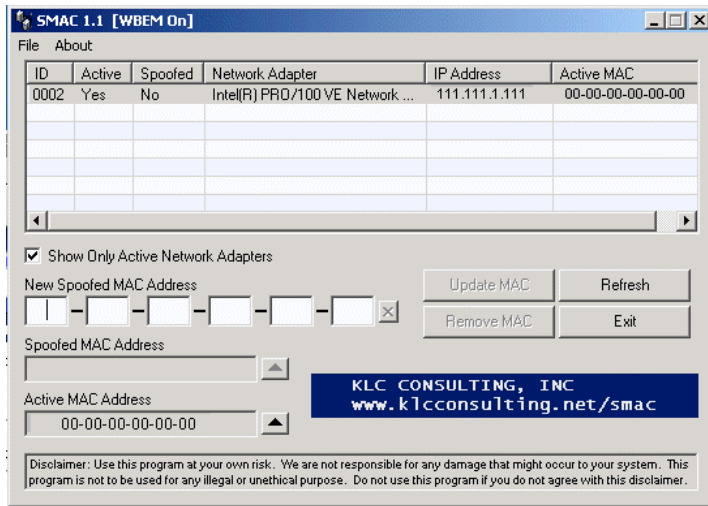 SMAC 1.1 [WBEM On]
File About
ID Active Spoofed Network Adapter IP Address Active MAC
0002 Yes No Intel(R) PRO/100 VE Network ... 111.111.1.111 00-00-00-00-00-00
Show Only Active Network Adapters
New Spoofed MAC Address
Update MAC Refresh
Remove MAC Exit
Spoofed MAC Address
KLC CONSULTING, INC
www.klcconsulting.net/smac
Active MAC Address
00-00-00-00-00-00
Disclaimer: Use this program at your own risk. We are not responsible for any damage that might occur to your system. This
program is not to be used for any illegal or unethical purpose. Do not use this program if you do not agree with this disclaimer.